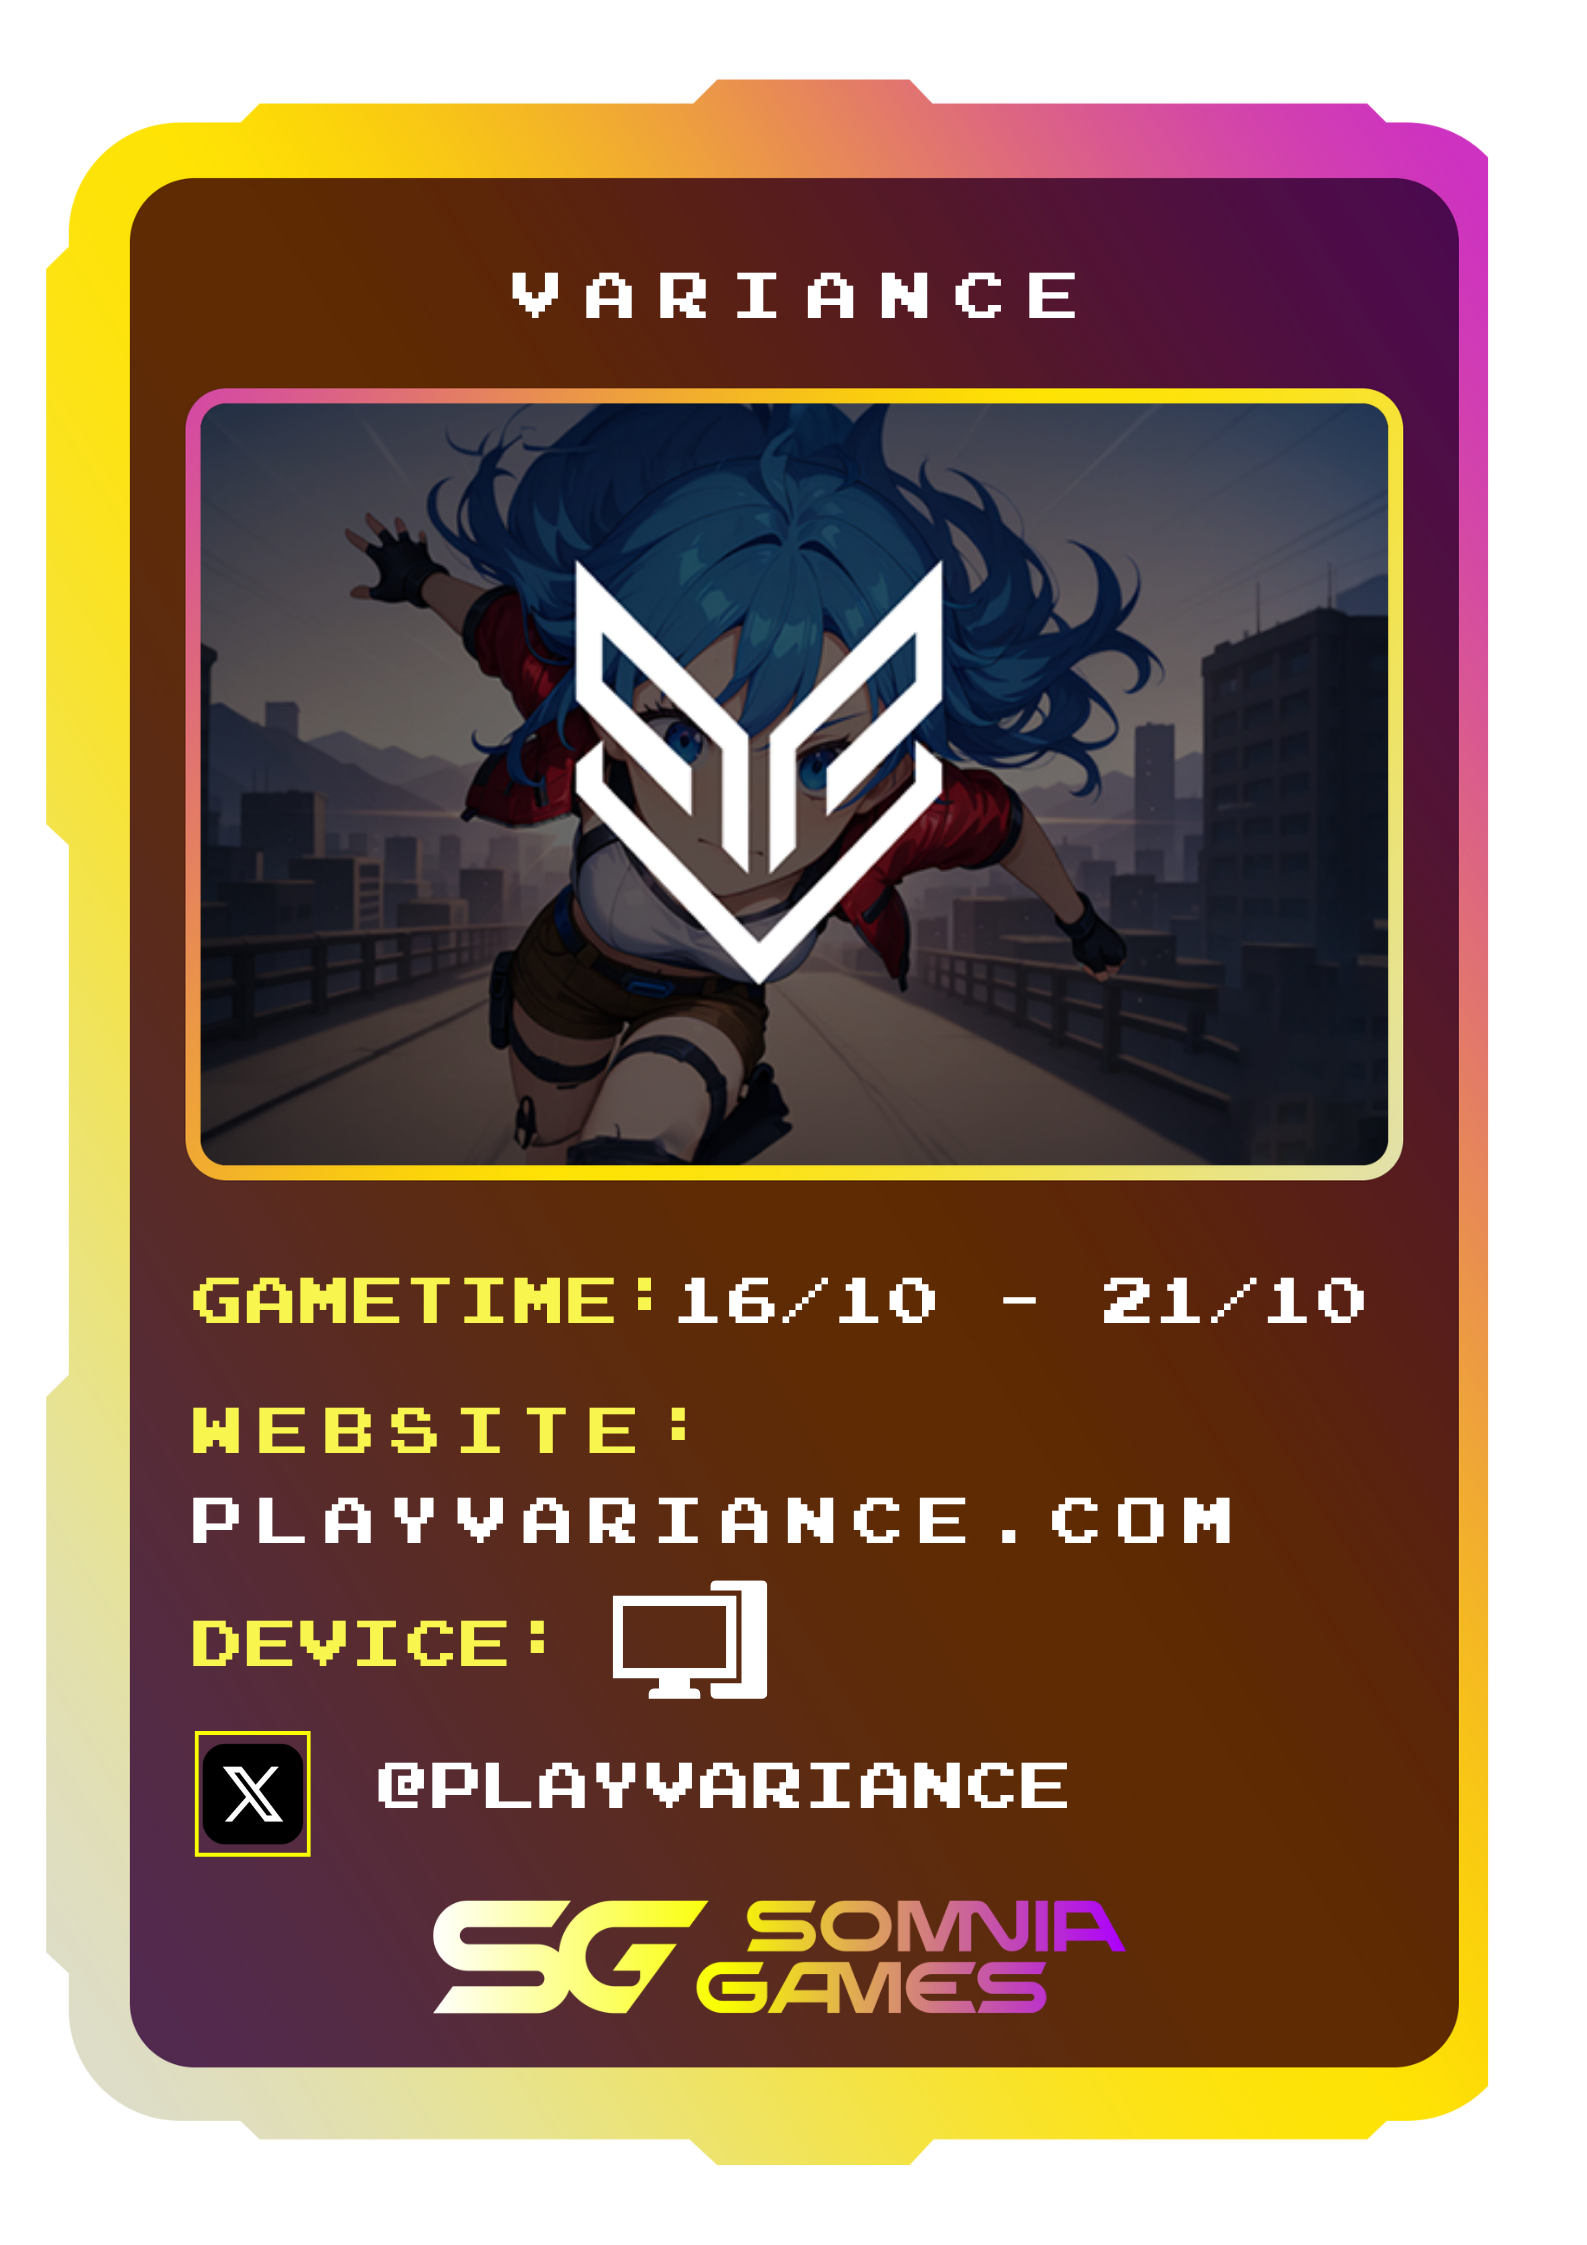 VARIANCE
GAMETIME:16/10 - 21/10
WEBSITE:
PLAYVARIANCE.COM
DEVICE:
X @PLAYVARIANCE
SG SOMNIA
GAMES